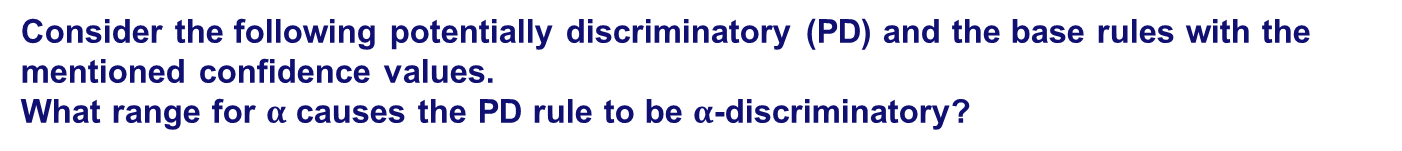 Consider the following potentially discriminatory (PD) and the base rules with the
mentioned confidence values.
What range for α causes the PD rule to be α-discriminatory?